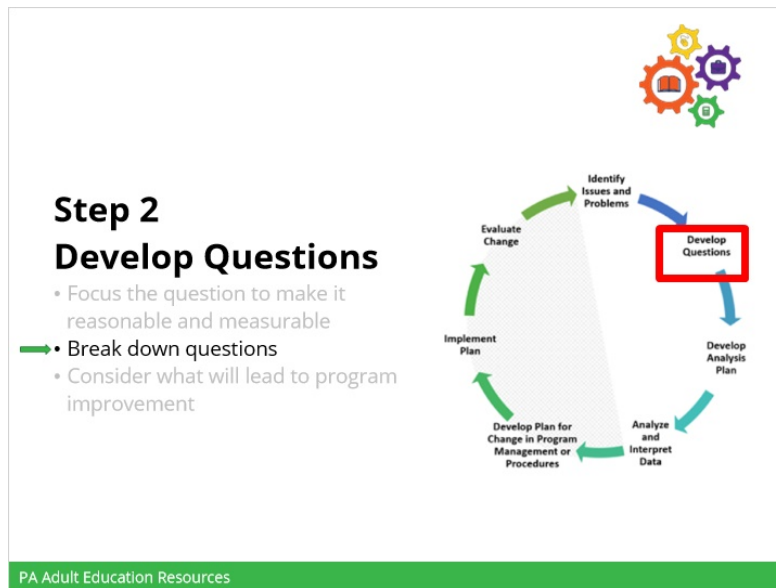 Step 2
Develop Questions
• Focus the question to make it
reasonable and measurable
• Break down questions
• Consider what will lead to program
improvement
Identify
Issues and
Problems
Develop
Questions
Develop
Analysis
Plan
Analyze
and
Interpret
Data
Develop Plan for
Change in Program
Management or
Procedures
Implement
Plan
Evaluate
Change
PA Adult Education Resources